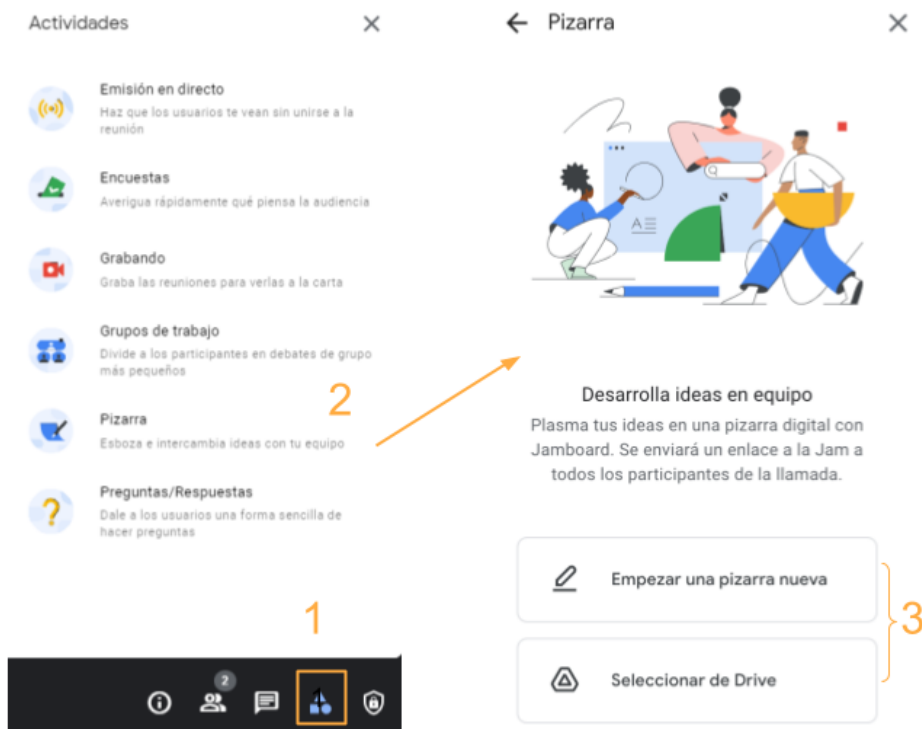 Actividades
Emisión en directo
Haz que los usuarios te vean sin unirse a la
reunión
Encuestas
Averigua rápidamente qué piensa la audiencia
Grabando
Graba las reuniones para verlas a la carta
Grupos de trabajo
Divide a los participantes en debates de grupo
más pequeños
2
Pizarra
Esboza e intercambia ideas con tu equipo
Preguntas/Respuestas
Dale a los usuarios una forma sencilla de
hacer preguntas
1
2
1
Pizarra
A
Desarrolla ideas en equipo
Plasma tus ideas en una pizarra digital con
Jamboard. Se enviará un enlace a la Jam a
todos los participantes de la llamada.
Empezar una pizarra nueva
3
Seleccionar de Drive